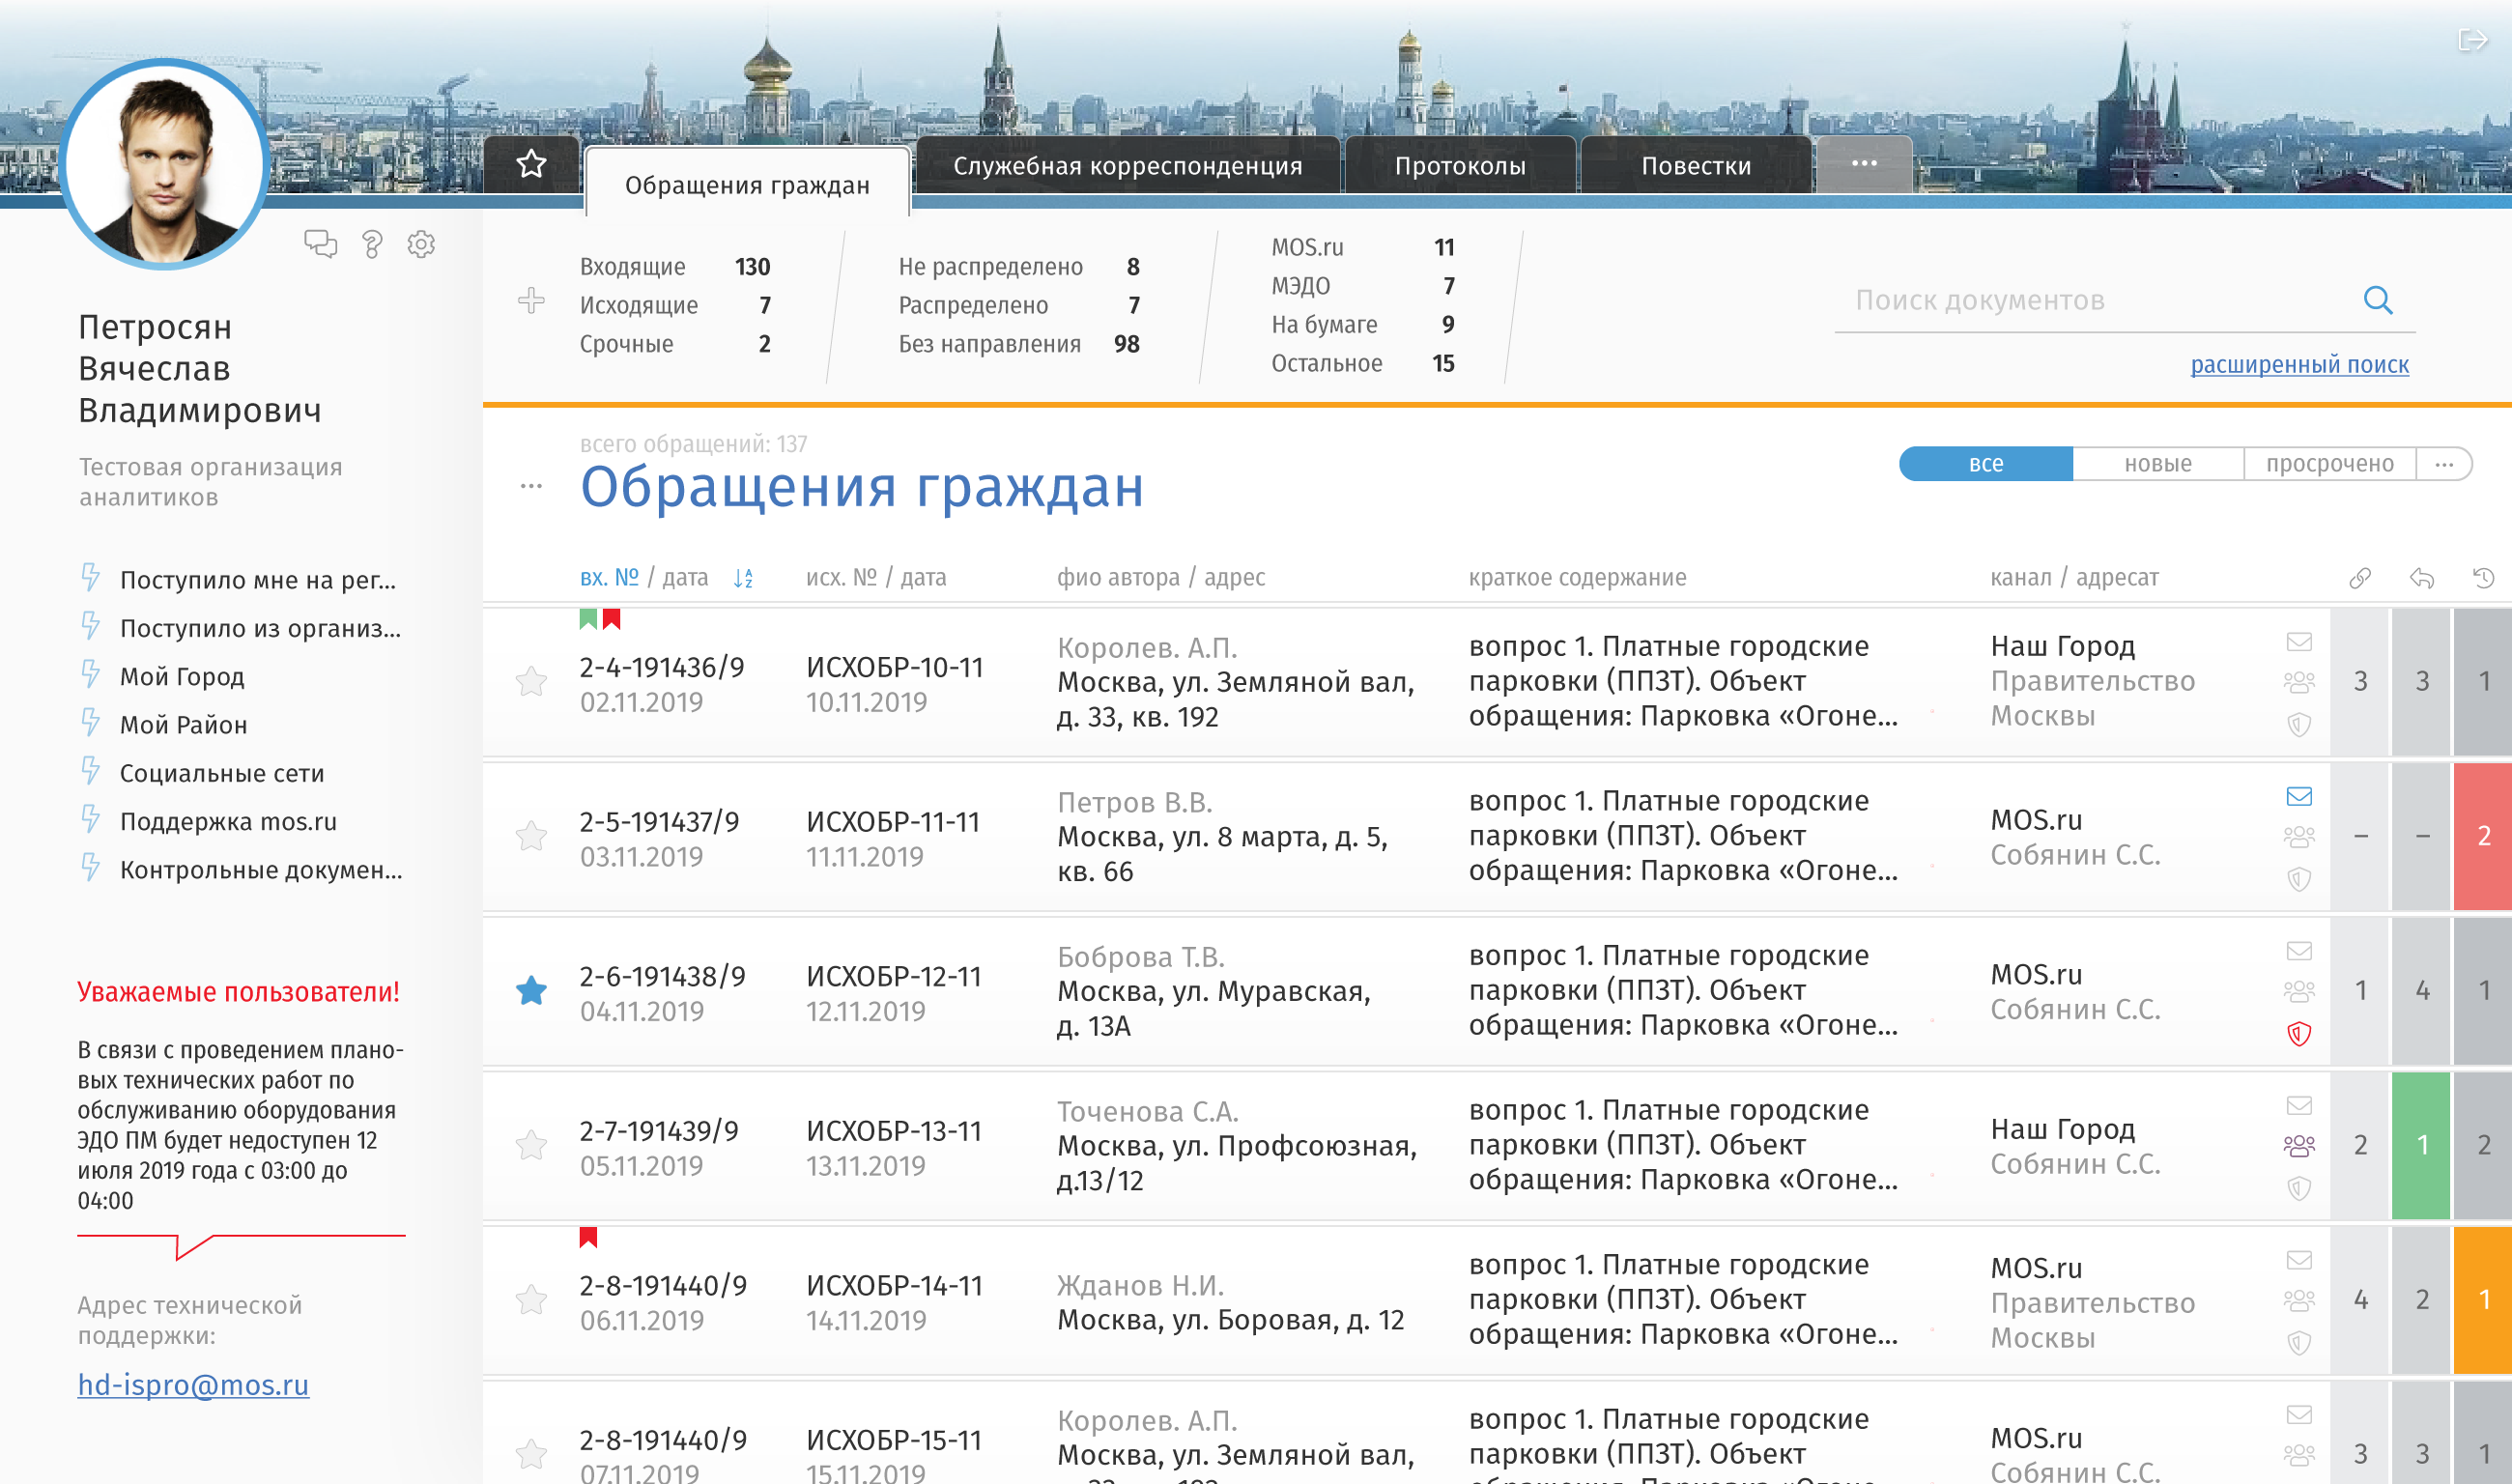 Обращения граждан
Служебная корреспонденция
Протоколы
Повестки
...
Петросян
Вячеслав
Владимирович
Тестовая организация
аналитиков
Поступило мне на рег...
Поступило из организ...
Мой Город
Мой Район
Социальные сети
Поддержка mos.ru
Контрольные докумен...
Уважаемые пользователи!
В связи с проведением плано-
вых технических работ по
обслуживанию оборудования
ЭДО ПМ будет недоступен 12
июля 2019 года с 03:00 до
04:00
Адрес технической
поддержки:
hd-ispro@mos.ru
Входящие 130
Исходящие 7
Срочные 2
Не распределено 8
Распределено 7
Без направления 98
MOS.ru 11
МЭДО 7
На бумаге 9
Остальное 15
Поиск документов
расширенный поиск
всего обращений: 137
... Обращения граждан
все новые просрочено ...
вх. № / дата исх. № / дата фио автора / адрес краткое содержание канал / адресат
2-4-191436/9
02.11.2019
ИСХОБР-10-11
10.11.2019
Королев. А.П.
Москва, ул. Земляной вал,
д. 33, кв. 192
вопрос 1. Платные городские
парковки (ППЗТ). Объект
обращения: Парковка «Огоне...
Наш Город
Правительство
Москвы
3 3 1
2-5-191437/9
03.11.2019
ИСХОБР-11-11
11.11.2019
Петров В.В.
Москва, ул. 8 марта, д. 5,
кв. 66
вопрос 1. Платные городские
парковки (ППЗТ). Объект
обращения: Парковка «Огоне...
MOS.ru
Собянин С.С.
– – 2
2-6-191438/9
04.11.2019
ИСХОБР-12-11
12.11.2019
Боброва Т.В.
Москва, ул. Муравская,
д. 13А
вопрос 1. Платные городские
парковки (ППЗТ). Объект
обращения: Парковка «Огоне...
MOS.ru
Собянин С.С.
1 4 1
2-7-191439/9
05.11.2019
ИСХОБР-13-11
13.11.2019
Точенова С.А.
Москва, ул. Профсоюзная,
д.13/12
вопрос 1. Платные городские
парковки (ППЗТ). Объект
обращения: Парковка «Огоне...
Наш Город
Собянин С.С.
2 1 2
2-8-191440/9
06.11.2019
ИСХОБР-14-11
14.11.2019
Жданов Н.И.
Москва, ул. Боровая, д. 12
вопрос 1. Платные городские
парковки (ППЗТ). Объект
обращения: Парковка «Огоне...
MOS.ru
Правительство
Москвы
4 2 1
2-8-191440/9
07.11.2019
ИСХОБР-15-11
15.11.2019
Королев. А.П.
Москва, ул. Земляной вал,
вопрос 1. Платные городские
парковки (ППЗТ). Объект
MOS.ru
Собянин С.С.
3 3 1